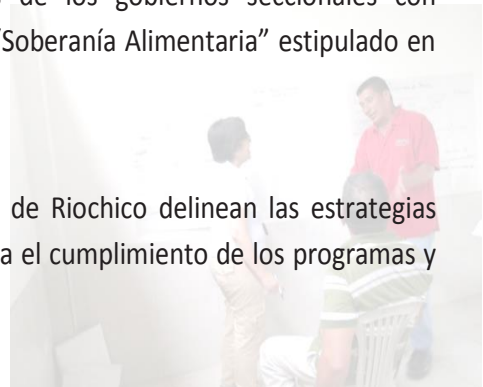 de los gobiernos seccionales con
“Soberanía Alimentaria” estipulado en
de Riochico delinean las estrategias
a el cumplimiento de los programas y